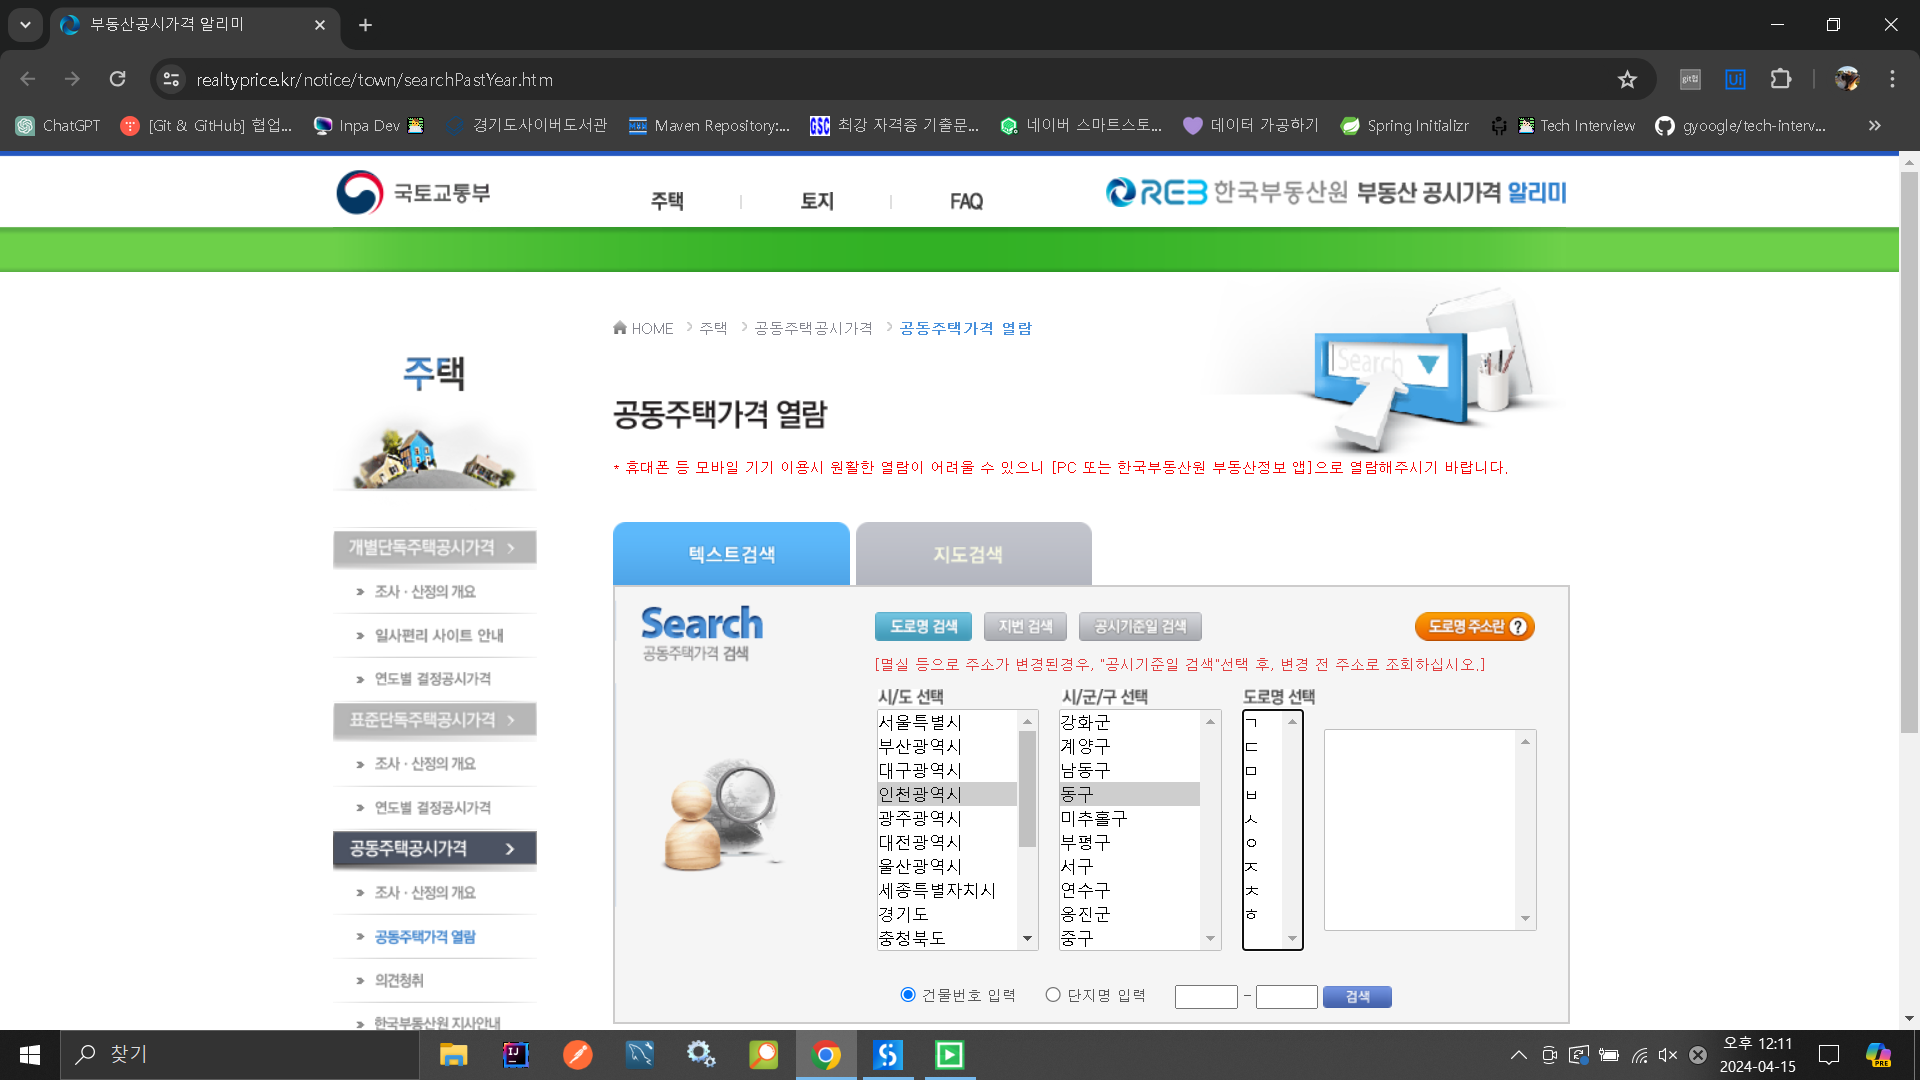 부동산공시가격 알리미
realtyprice.kr/notice/town/searchPastYear.htm
ChatGPT [Git & GitHub] 협업... Inpa Dev 경기도사이버도서관 Maven Repository:... GSC 최강 자격증 기출문... 네이버 스마트스토... 데이터 가공하기 Spring Initializr Tech Interview gyoogle/tech-interv...
국토교통부 주택 토지 FAQ REB 한국부동산원 부동산 공시가격 알리미
HOME 주택 공동주택공시가격 공동주택가격 열람
주택
Search
공동주택가격 열람
* 휴대폰 등 모바일 기기 이용시 원활한 열람이 어려울 수 있으니 [PC 또는 한국부동산원 부동산정보 앱]으로 열람해주시기 바랍니다.
개별단독주택공시가격
조사·산정의 개요
일사편리 사이트 안내
연도별 결정공시가격
표준단독주택공시가격
조사·산정의 개요
연도별 결정공시가격
공동주택공시가격
조사·산정의 개요
공동주택가격 열람
의견청취
한국부동산원 지사안내
텍스트검색 지도검색
Search
공동주택가격 검색
도로명 검색 지번 검색 공시기준일 검색 도로명 주소란 ?
[멸실 등으로 주소가 변경된경우, "공시기준일 검색"선택 후, 변경 전 주소로 조회하십시오.]
시/도 선택 시/군/구 선택 도로명 선택
서울특별시 강화군 ㄱ
부산광역시 계양구 ㄷ
대구광역시 남동구 ㅁ
인천광역시 동구 ㅂ
광주광역시 미추홀구 ㅅ
대전광역시 부평구 ㅇ
울산광역시 서구 ㅈ
세종특별자치시 연수구 ㅊ
경기도 옹진군 ㅎ
충청북도 중구
건물번호 입력 단지명 입력 - 검색
찾기
오후 12:11
2024-04-15